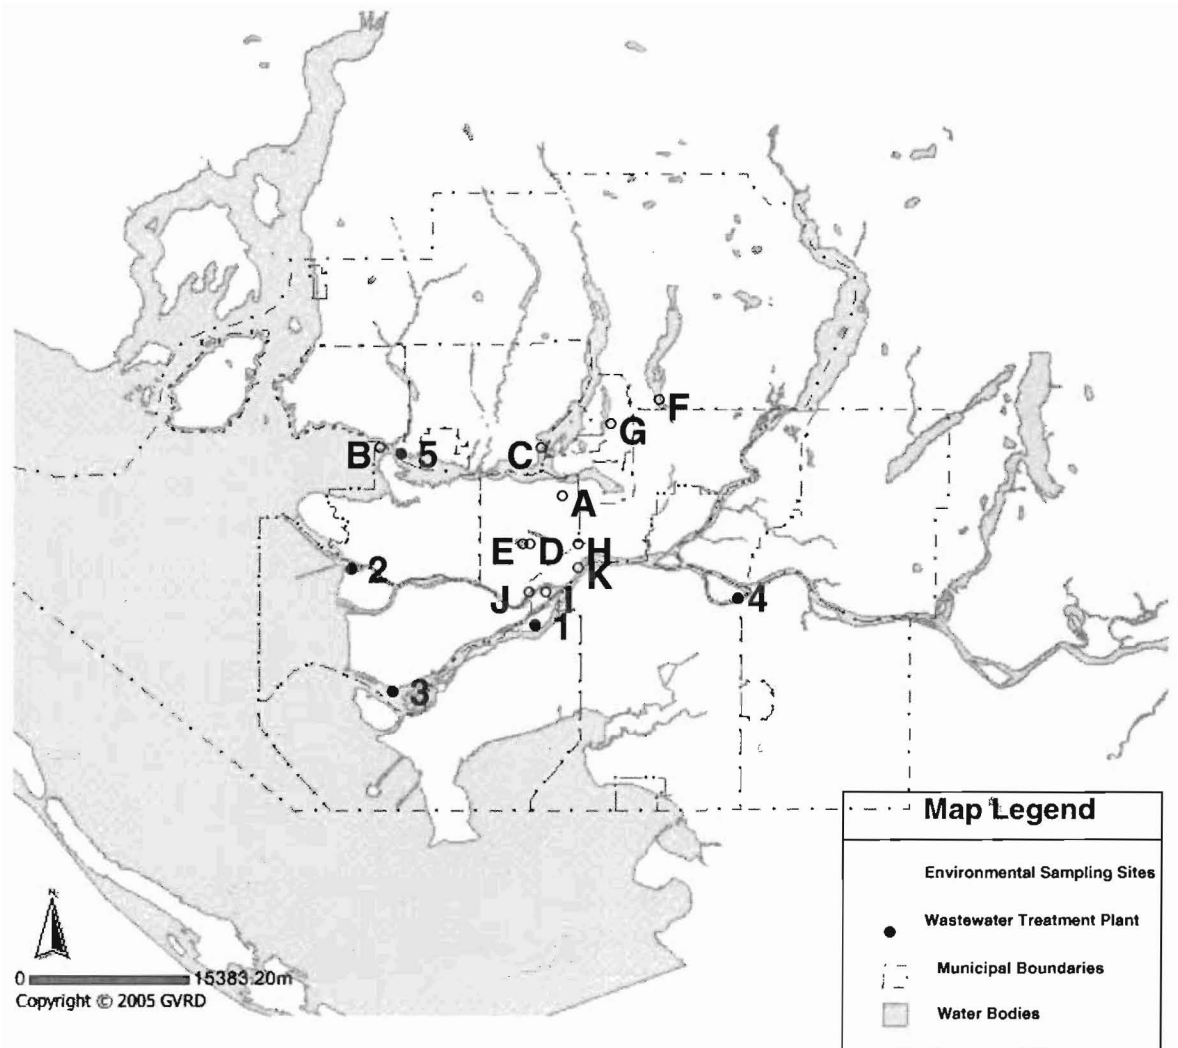 F
G
B
5
C
A
E
D
H
K
2
J
I
4
1
3
Map Legend
Environmental Sampling Sites
Wastewater Treatment Plant
Municipal Boundaries
Water Bodies
N
0
15383.20m
Copyright © 2005 GVRD